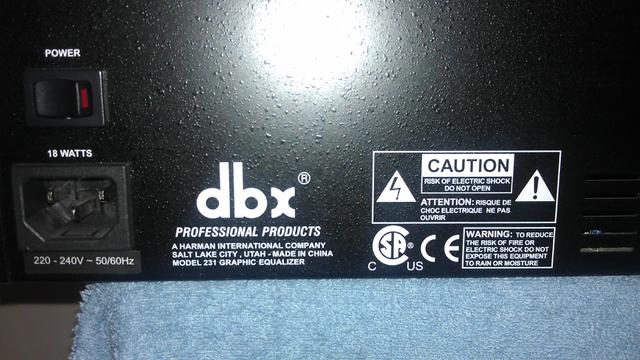 POWER
18 WATTS
220 - 240V ~ 50/60Hz
dbx®
PROFESSIONAL PRODUCTS
A HARMAN INTERNATIONAL COMPANY
SALT LAKE CITY , UTAH - MADE IN CHINA
MODEL 231 GRAPHIC EQUALIZER
CAUTION
RISK OF ELECTRIC SHOCK
DO NOT OPEN
ATTENTION: RISQUE DE
CHOC ELECTRIQUE NE PAS
OUVRIR
C SA® US
CE
WARNING: TO REDUCE
THE RISK OF FIRE OR
ELECTRIC SHOCK DO NOT
EXPOSE THIS EQUIPMENT
TO RAIN OR MOISTURE